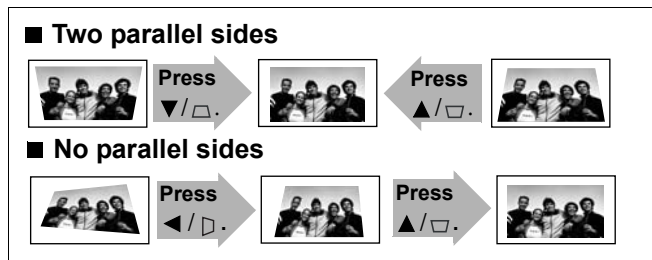 ■ Two parallel sides
Press
▼/⏢.
Press
▲/▽.
■ No parallel sides
Press
◀/▷.
Press
▲/▽.